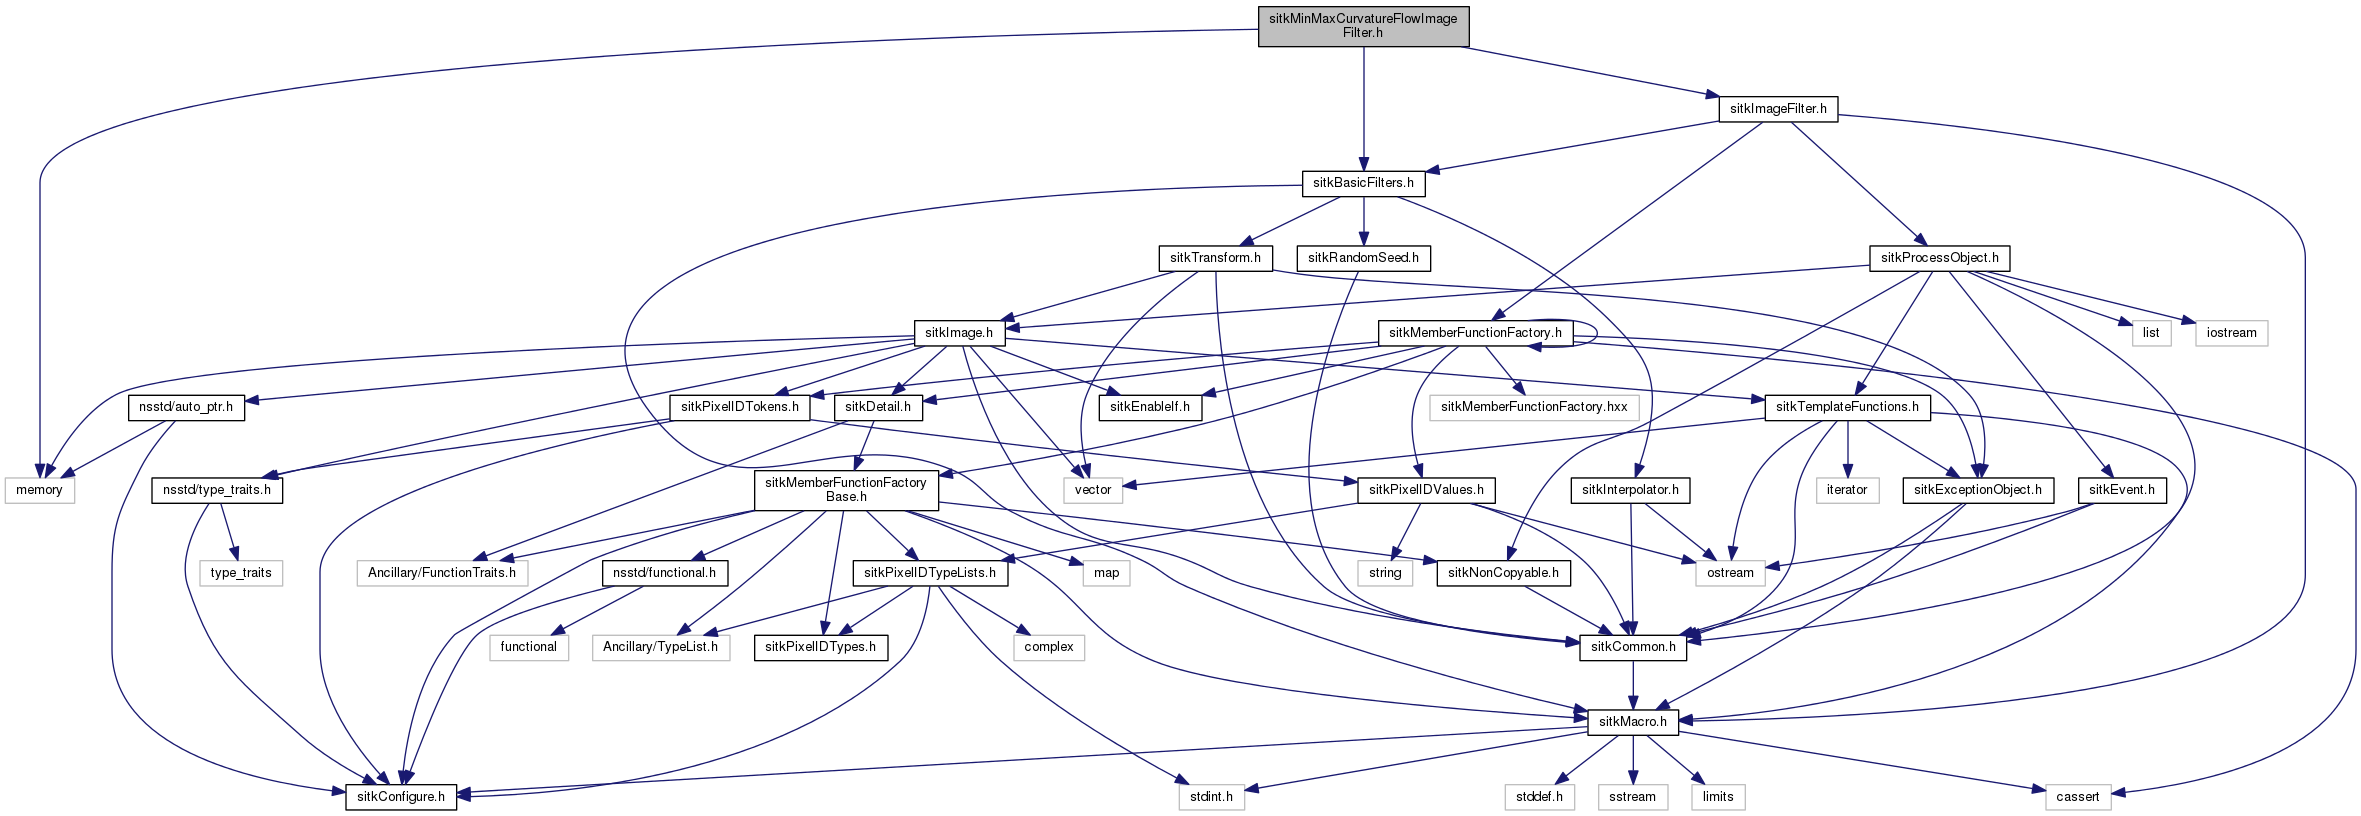 sitkMinMaxCurvatureFlowImage
Filter.h
sitkImageFilter.h
sitkBasicFilters.h
sitkTransform.h
sitkRandomSeed.h
sitkProcessObject.h
sitkImage.h
sitkMemberFunctionFactory.h
list
iostream
nsstd/auto_ptr.h
sitkPixelIDTokens.h
sitkDetail.h
sitkEnableIf.h
sitkMemberFunctionFactory.hxx
sitkTemplateFunctions.h
memory
nsstd/type_traits.h
sitkMemberFunctionFactory
Base.h
vector
sitkPixelIDValues.h
sitkInterpolator.h
iterator
sitkExceptionObject.h
sitkEvent.h
type_traits
Ancillary/FunctionTraits.h
nsstd/functional.h
sitkPixelIDTypeLists.h
map
string
sitkNonCopyable.h
ostream
functional
Ancillary/TypeList.h
sitkPixelIDTypes.h
complex
sitkCommon.h
sitkMacro.h
sitkConfigure.h
stdint.h
stddef.h
sstream
limits
cassert